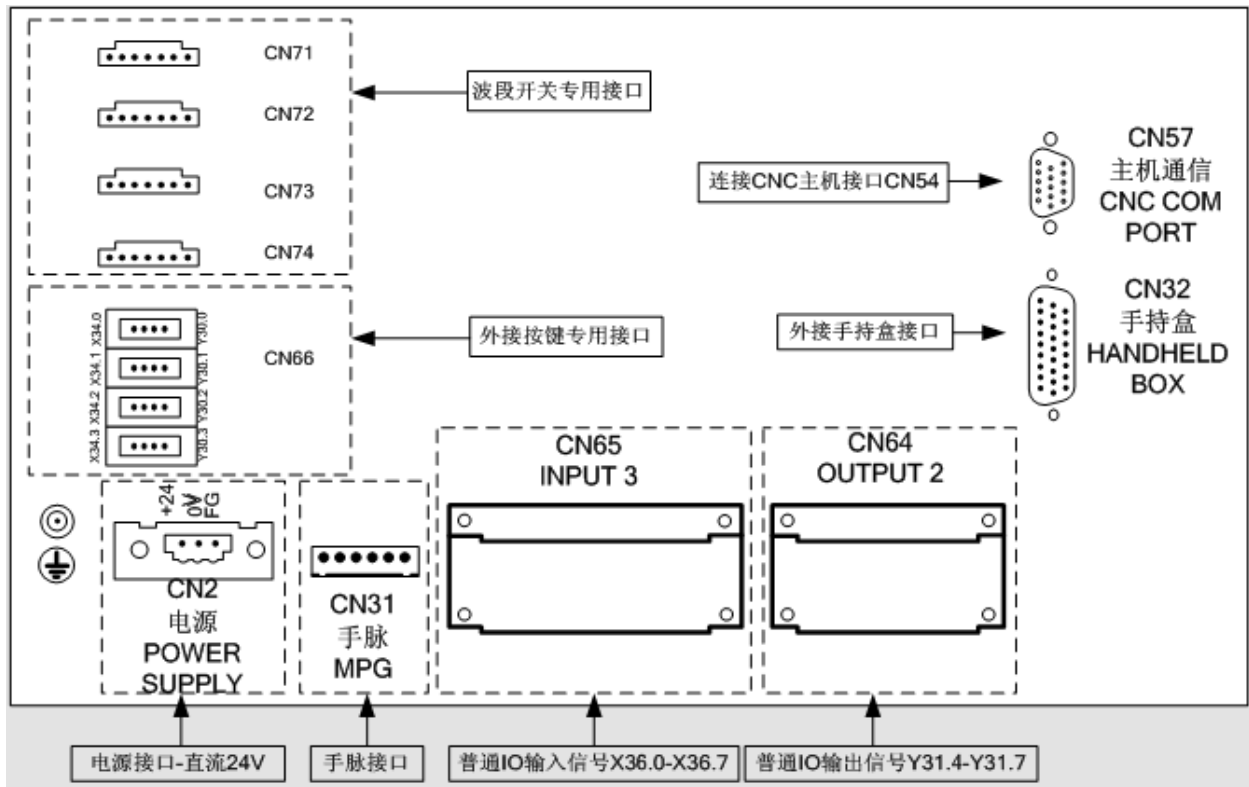 CN71
CN72
CN73
CN74
波段开关专用接口
连接CNC主机接口CN54
CN57
主机通信
CNC COM
PORT
X34.0
Y30.0
X34.1
Y30.1
X34.2
Y30.2
X34.3
Y30.3
CN66
外接按键专用接口
外接手持盒接口
CN32
手持盒
HANDHELD
BOX
+24V
0V
FG
CN2
电源
POWER
SUPPLY
CN31
手脉
MPG
CN65
INPUT 3
CN64
OUTPUT 2
电源接口-直流24V
手脉接口
普通IO输入信号X36.0-X36.7
普通IO输出信号Y31.4-Y31.7